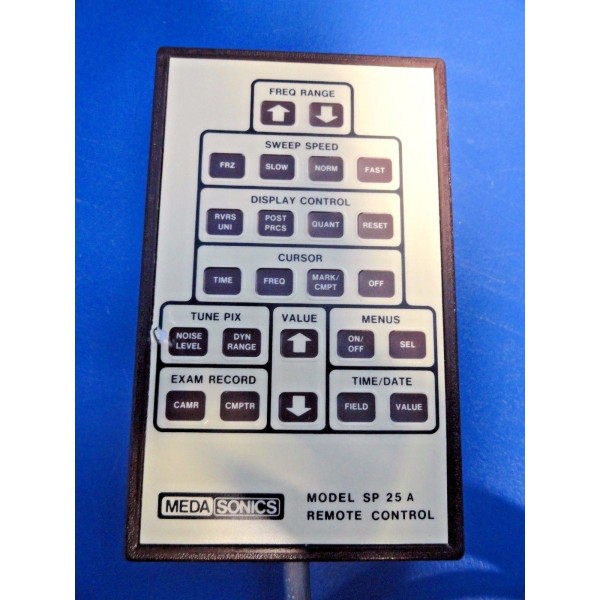 FREQ RANGE
SWEEP SPEED
FRZ SLOW NORM FAST
DISPLAY CONTROL
RVRS UNI
POST PRCS
QUANT
RESET
CURSOR
TIME
FREQ
MARK/ CMPT
OFF
TUNE PIX
NOISE LEVEL
DYN RANGE
VALUE
MENUS
ON/ OFF
SEL
EXAM RECORD
CAMR
CMPTR
TIME/DATE
FIELD
VALUE
MEDA SONICS
MODEL SP 25 A
REMOTE CONTROL